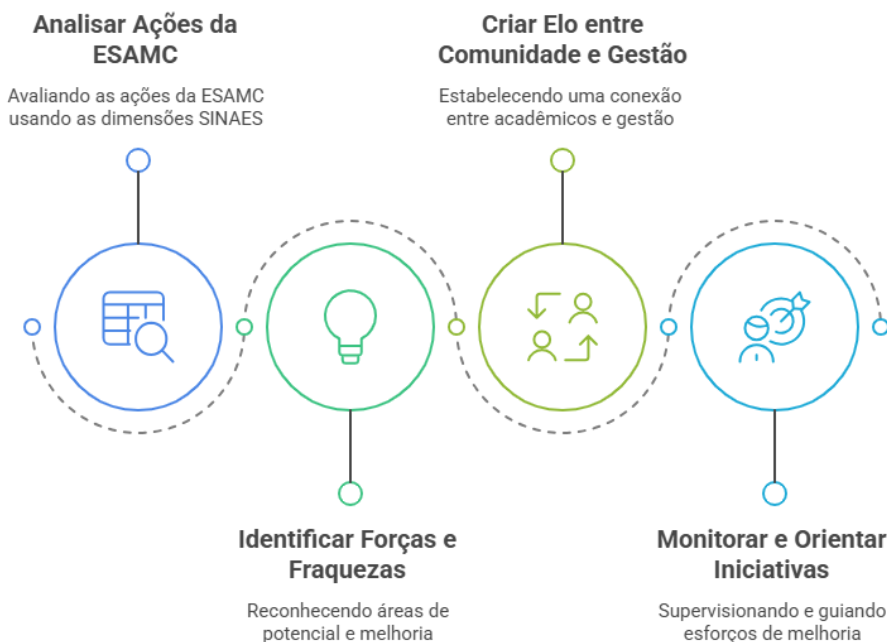 Analisar Ações da
ESAMC
Avaliando as ações da ESAMC
usando as dimensões SINAES
Criar Elo entre
Comunidade e Gestão
Estabelecendo uma conexão
entre acadêmicos e gestão
Identificar Forças e
Fraquezas
Reconhecendo áreas de
potencial e melhoria
Monitorar e Orientar
Iniciativas
Supervisionando e guiando
esforços de melhoria